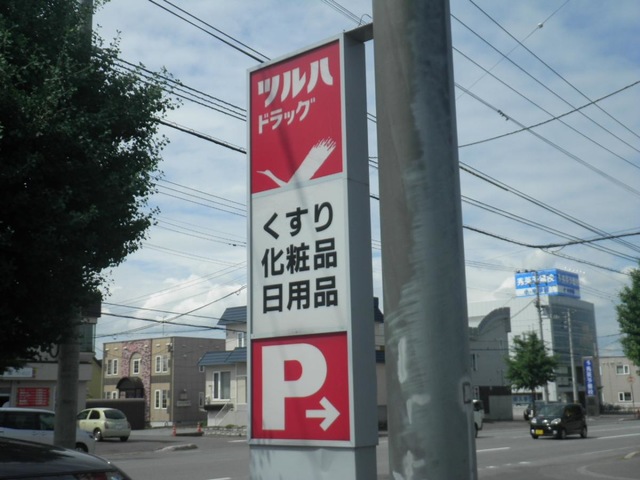 ツルハ
ドラッグ
くすり
化粧品
日用品
P